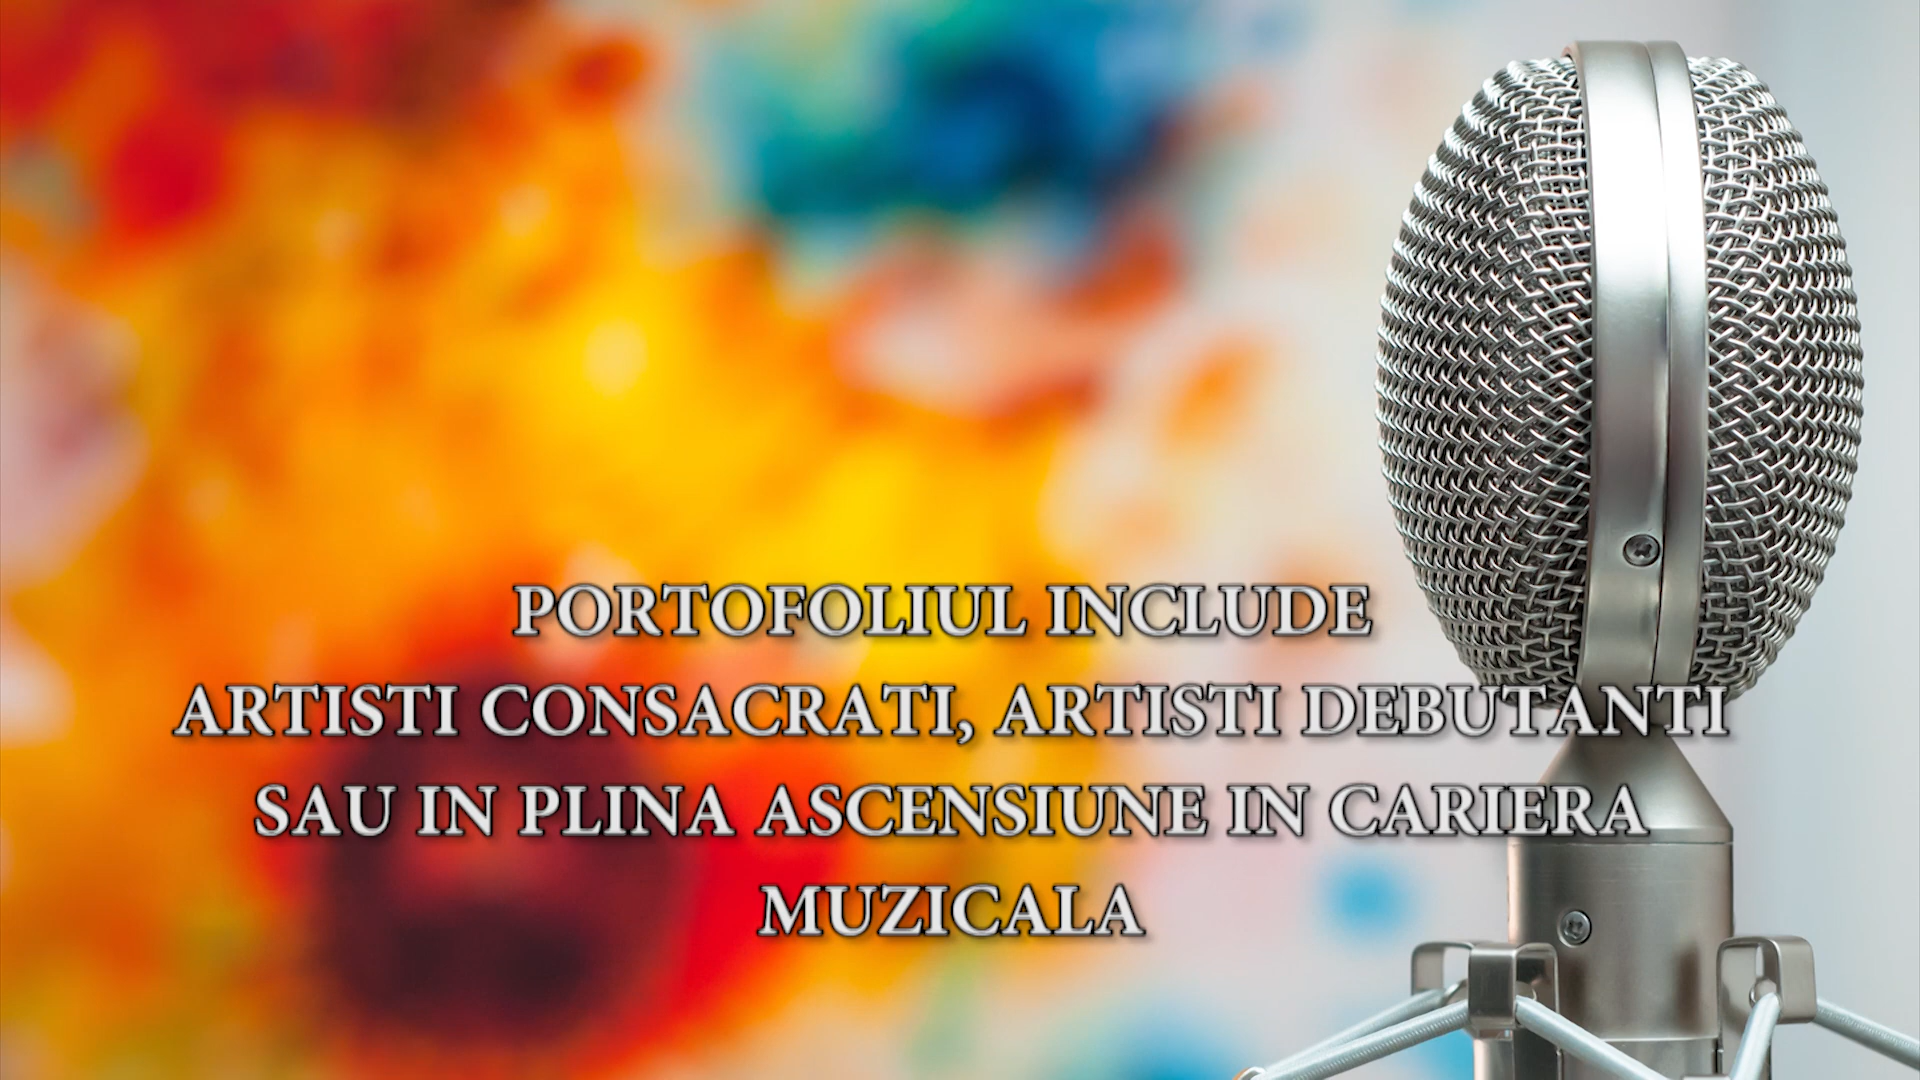 PORTOFOLIUL INCLUDE
ARTISTI CONSACRATI, ARTISTI DEBUTANTI
SAU IN PLINA ASCENSIUNE IN CARIERA
MUZICALA